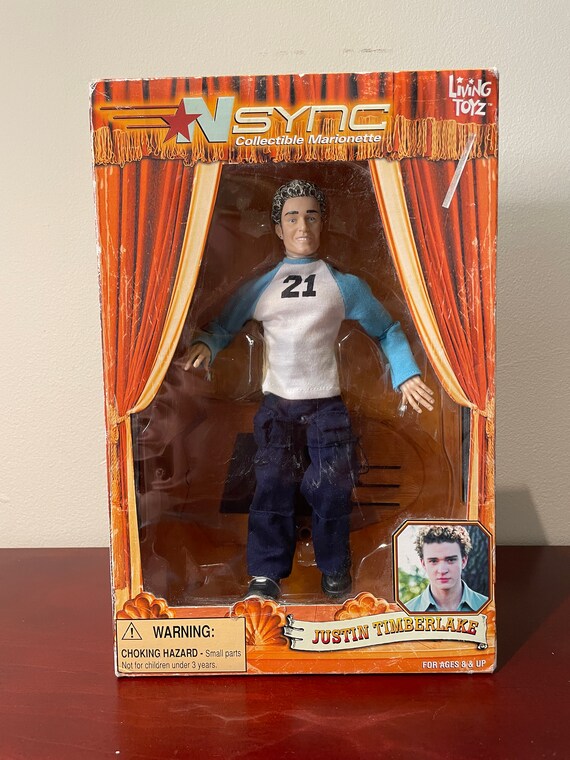 LIVING
TOYZ™
NSYNC
Collectible Marionette
21
WARNING:
CHOKING HAZARD - Small parts
Not for children under 3 years.
JUSTIN TIMBERLAKE
FOR AGES 8 & UP